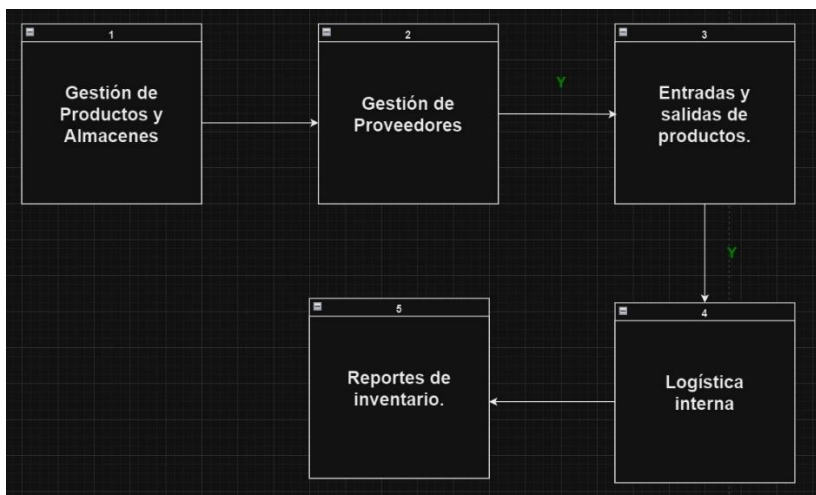 1
Gestión de
Productos y
Almacenes
2
Gestión de
Proveedores
Y
3
Entradas y
salidas de
productos.
Y
4
Logística
interna
5
Reportes de
inventario.